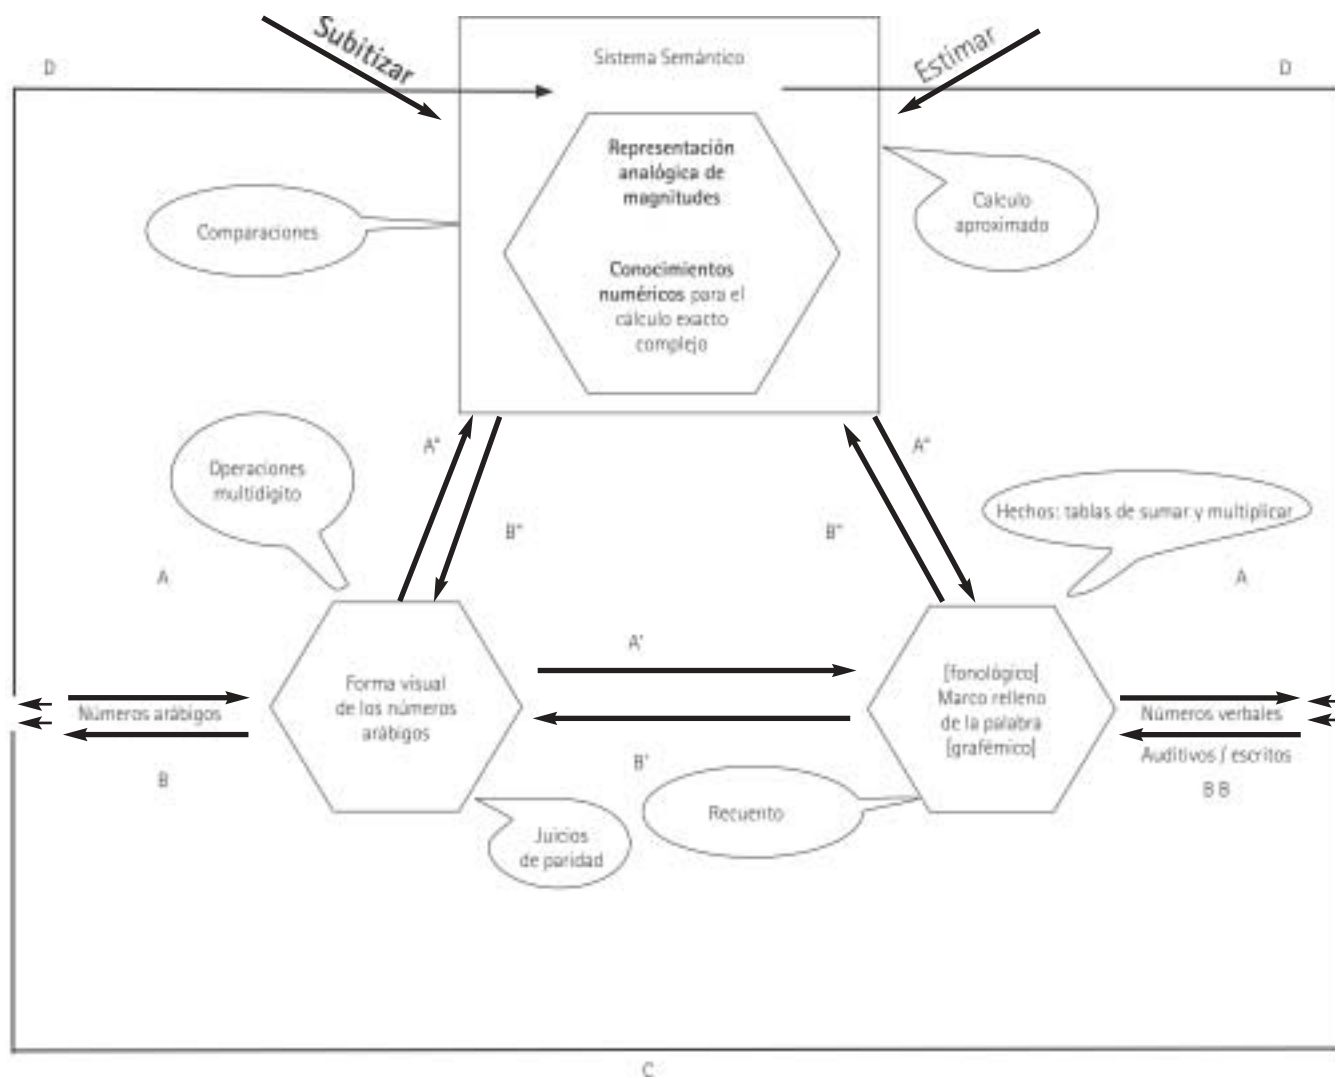 Subitizar
Estimar
D
Sistema Semántico
D
Representación
analógica de
magnitudes
Conocimientos
numéricos para el
cálculo exacto
complejo
Comparaciones
Calculo
aproximado
Operaciones
multidigito
A"
B"
A"
B"
Hechos: tablas de sumar y multiplicar
A
A
Forma visual
de los números
arábigos
A'
B'
[fonológico]
Marco relleno
de la palabra
[grafémico]
Números arábigos
B
Números verbales
Auditivos / escritos
B B
Juicios
de paridad
Recuento
C